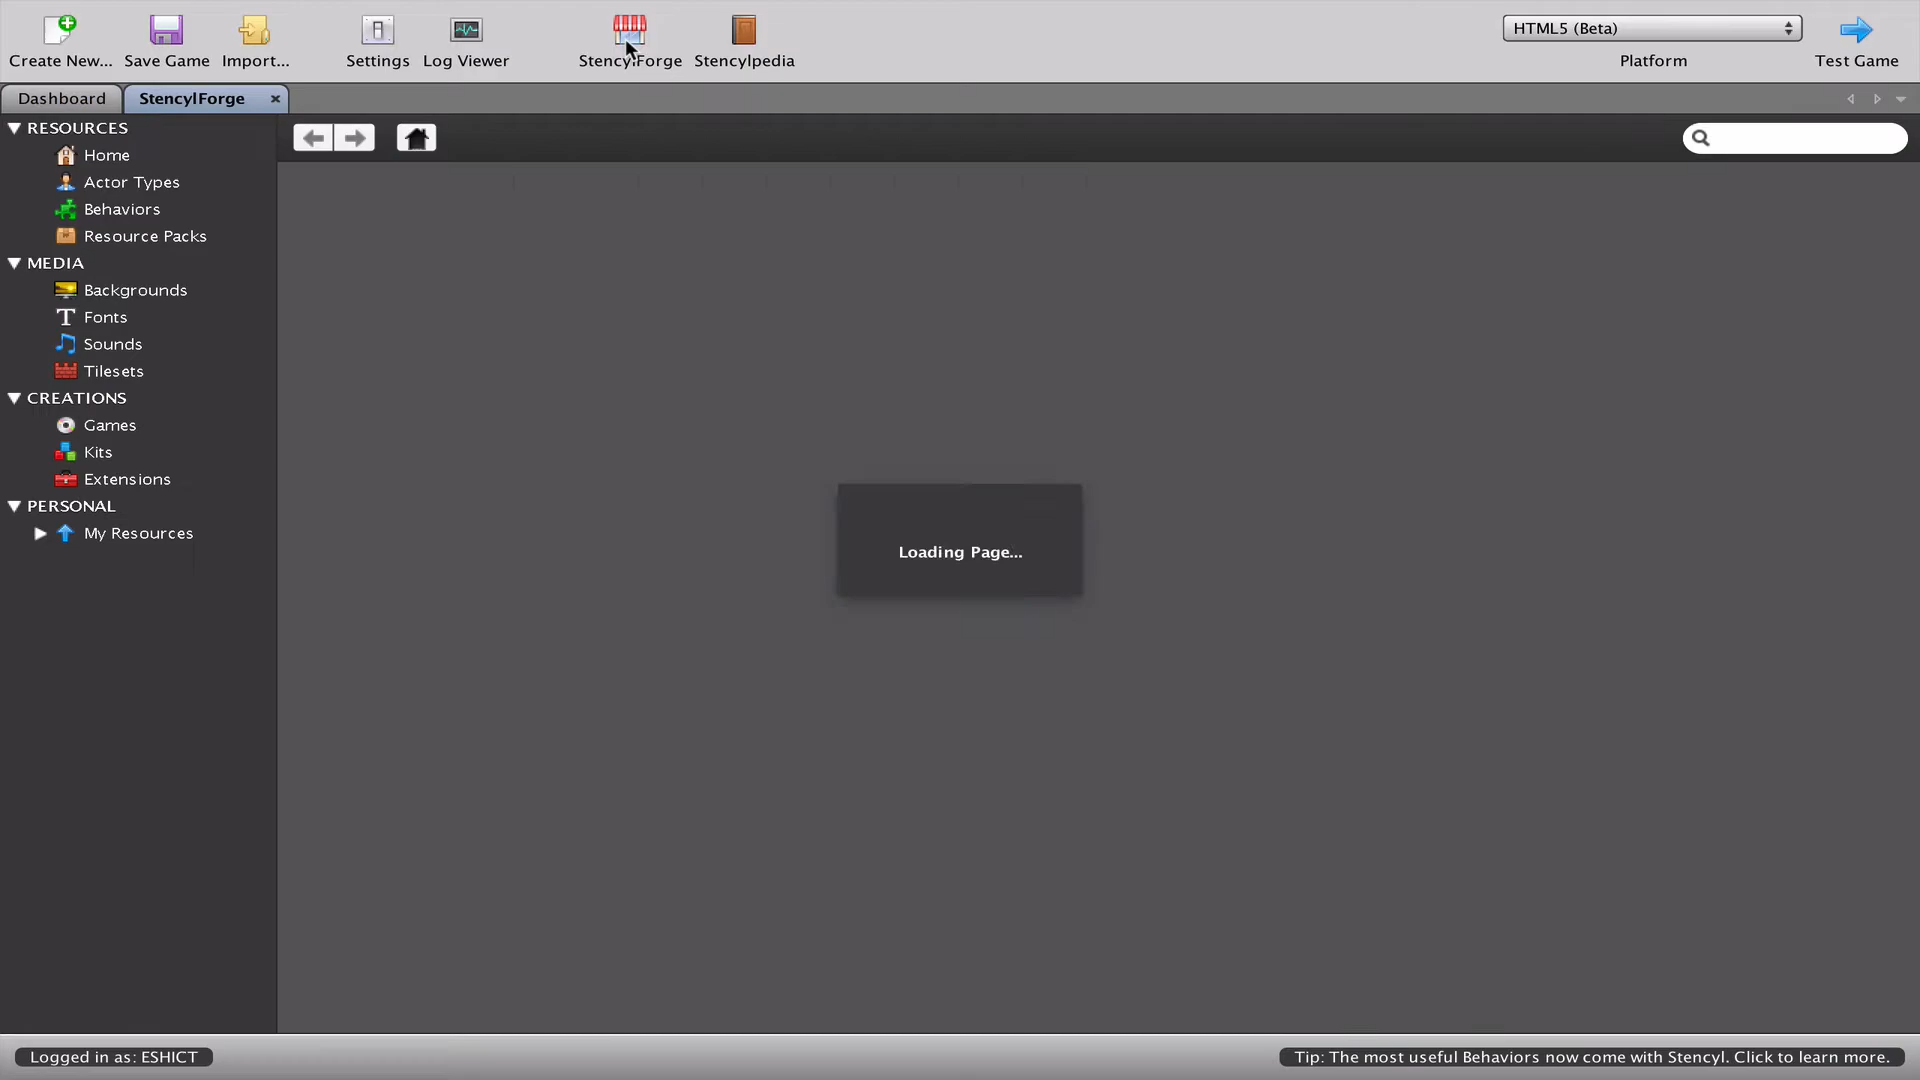 Create New... Save Game Import... Settings Log Viewer StencylForge Stencylpedia HTML5 (Beta) Platform Test Game
Dashboard StencylForge
RESOURCES
Home
Actor Types
Behaviors
Resource Packs
MEDIA
Backgrounds
Fonts
Sounds
Tilesets
CREATIONS
Games
Kits
Extensions
PERSONAL
My Resources
Loading Page...
Logged in as: ESHICT Tip: The most useful Behaviors now come with Stencyl. Click to learn more.